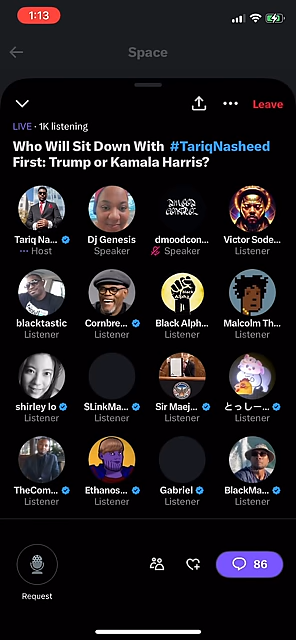 1:13
Space
LIVE · 1K listening
Leave
Who Will Sit Down With #TariqNasheed
First: Trump or Kamala Harris?
Tariq Na... Dj Genesis dmoodcon... Victor Sode...
Host Speaker Speaker Listener
blacktastic Cornbre... Black Alph... Malcolm Th...
Listener Listener Listener Listener
shirley lo SLinkMa... Sir Maej... とっしー...
Listener Listener Listener Listener
TheCom... Ethanos... Gabriel BlackMa...
Listener Listener Listener Listener
86
Request